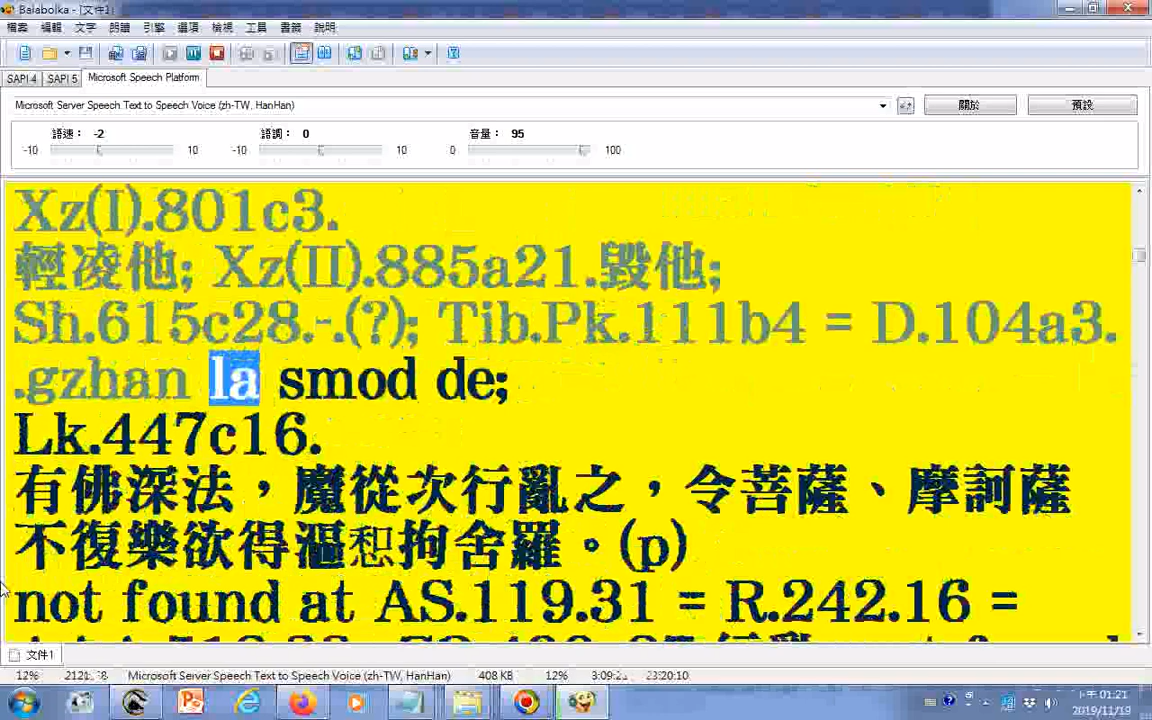 Balabolka - [文件1]
檔案 編輯 文字 朗讀 引擎 選項 檢視 工具 書籤 說明
SAPI 4 SAPI 5 Microsoft Speech Platform
Microsoft Server Speech Text to Speech Voice (zh-TW, HanHan) 關於 預設
語速： -2 語調： 0 音量： 95
-10 10 -10 10 0 100
Xz(I).801c3.
輕凌他; Xz(II).885a21.毀他;
Sh.615c28.-.(?); Tib.Pk.111b4 = D.104a3.
.gzhan la smod de;
Lk.447c16.
有佛深法，魔從次行亂之，令菩薩、摩訶薩
不復樂欲得漚惒拘舍羅。(p)
not found at AS.119.31 = R.242.16 =
文件1
12% Microsoft Server Speech Text to Speech Voice (zh-TW, HanHan) 408 KB 12% 23:20:10
下午 01:21
2019/11/19